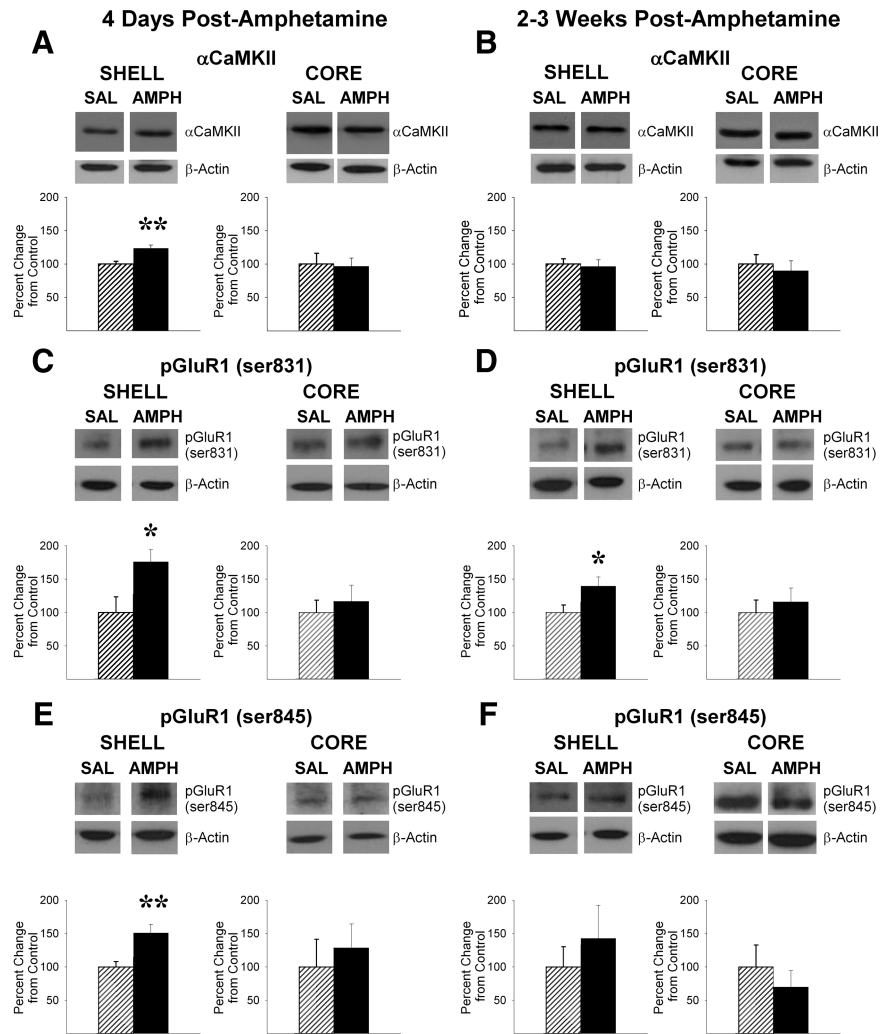 4 Days Post-Amphetamine
2-3 Weeks Post-Amphetamine
A
αCaMKII
SHELL
CORE
SAL AMPH
SAL AMPH
αCaMKII
αCaMKII
β-Actin
β-Actin
Percent Change
from Control
200
150
100
50
**
Percent Change
from Control
200
150
100
50
B
αCaMKII
SHELL
CORE
SAL AMPH
SAL AMPH
αCaMKII
αCaMKII
β-Actin
β-Actin
Percent Change
from Control
200
150
100
50
Percent Change
from Control
200
150
100
50
C
pGluR1 (ser831)
SHELL
CORE
SAL AMPH
SAL AMPH
pGluR1
(ser831)
pGluR1
(ser831)
β-Actin
β-Actin
Percent Change
from Control
200
150
100
50
*
Percent Change
from Control
200
150
100
50
D
pGluR1 (ser831)
SHELL
CORE
SAL AMPH
SAL AMPH
pGluR1
(ser831)
pGluR1
(ser831)
β-Actin
β-Actin
Percent Change
from Control
200
150
100
50
*
Percent Change
from Control
200
150
100
50
E
pGluR1 (ser845)
SHELL
CORE
SAL AMPH
SAL AMPH
pGluR1
(ser845)
pGluR1
(ser845)
β-Actin
β-Actin
Percent Change
from Control
200
150
100
50
**
Percent Change
from Control
200
150
100
50
F
pGluR1 (ser845)
SHELL
CORE
SAL AMPH
SAL AMPH
pGluR1
(ser845)
pGluR1
(ser845)
β-Actin
β-Actin
Percent Change
from Control
200
150
100
50
Percent Change
from Control
200
150
100
50